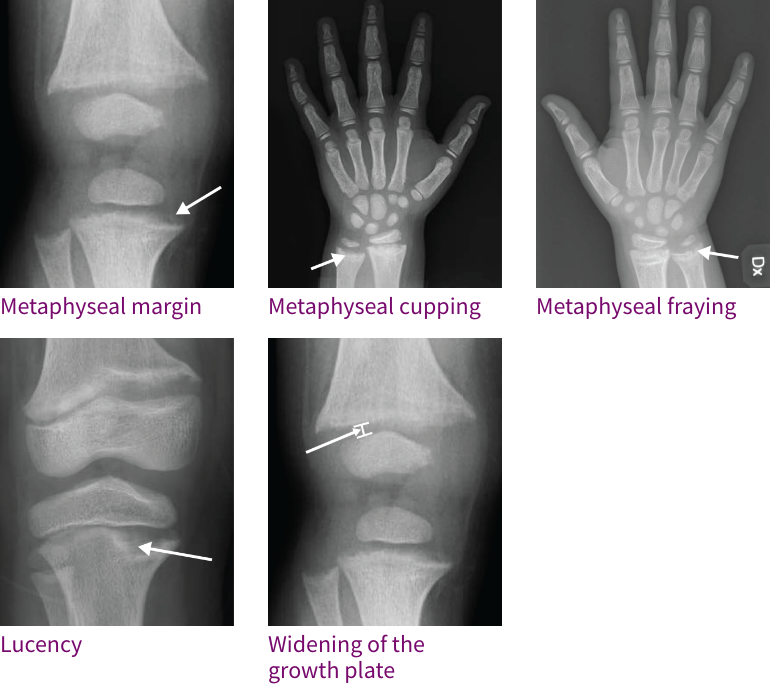 Dx
Metaphyseal margin
Metaphyseal cupping
Metaphyseal fraying
Lucency
Widening of the
growth plate